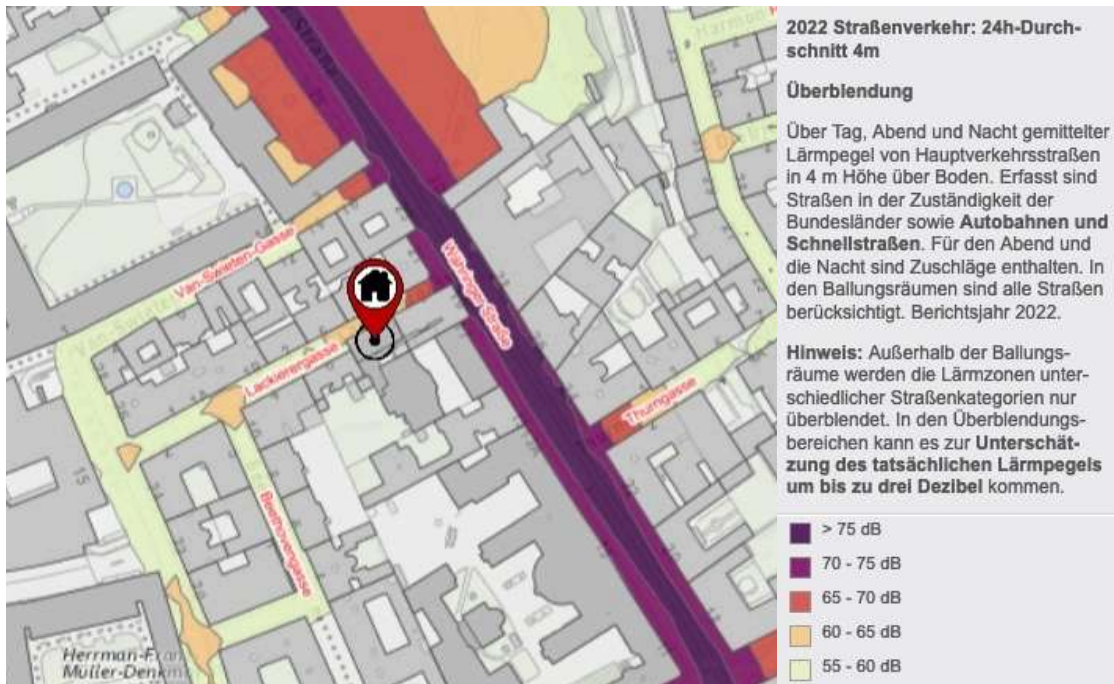 Van-Swieten-Gasse
Währinger Straße
Lackierergasse
Thurngasse
Beethovengasse
15
Herrman-Fran
Müller-Denkm
2022 Straßenverkehr: 24h-Durch-
schnitt 4m
Überblendung
Über Tag, Abend und Nacht gemittelter
Lärmpegel von Hauptverkehrsstraßen
in 4 m Höhe über Boden. Erfasst sind
Straßen in der Zuständigkeit der
Bundesländer sowie Autobahnen und
Schnellstraßen. Für den Abend und
die Nacht sind Zuschläge enthalten. In
den Ballungsräumen sind alle Straßen
berücksichtigt. Berichtsjahr 2022.
Hinweis: Außerhalb der Ballungs-
räume werden die Lärmzonen unter-
schiedlicher Straßenkategorien nur
überblendet. In den Überblendungs-
bereichen kann es zur Unterschät-
zung des tatsächlichen Lärmpegels
um bis zu drei Dezibel kommen.
> 75 dB
70 - 75 dB
65 - 70 dB
60 - 65 dB
55 - 60 dB